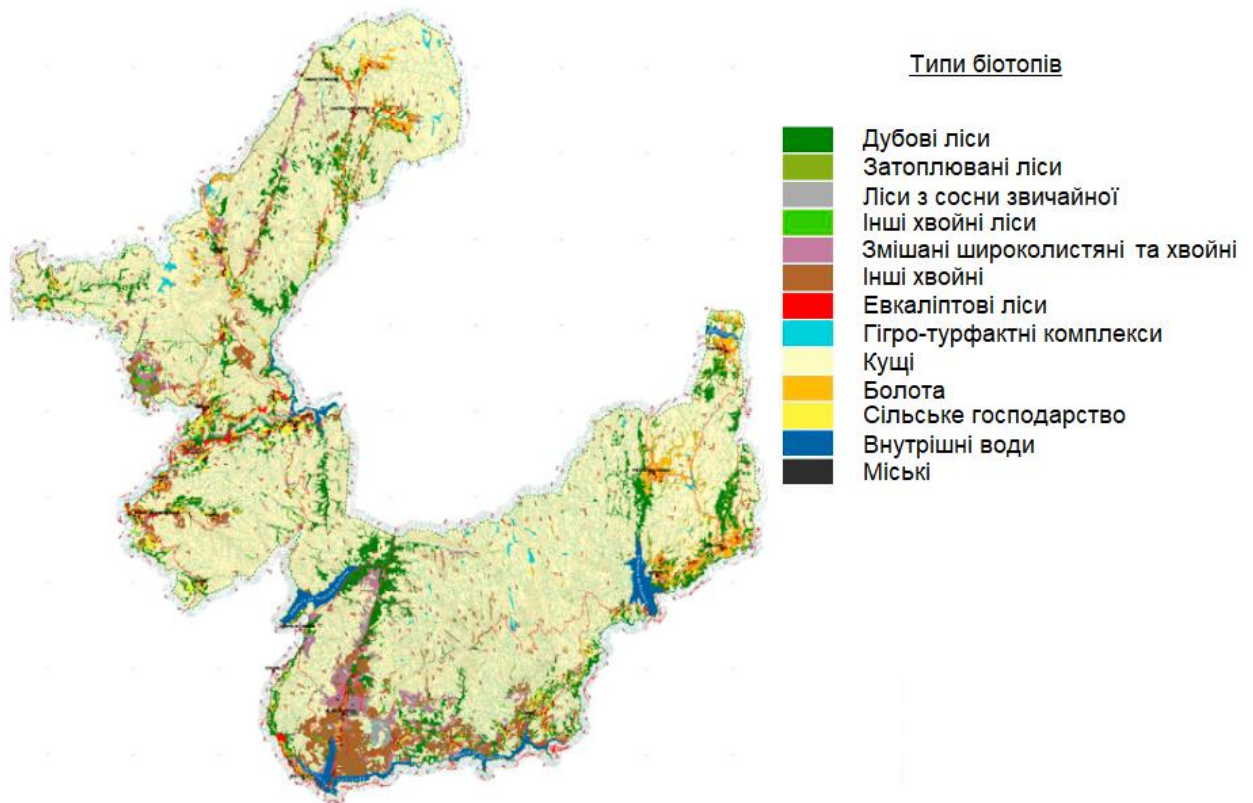 Типи біотопів
Дубові ліси
Затоплювані ліси
Ліси з сосни звичайної
Інші хвойні ліси
Змішані широколистяні та хвойні
Інші хвойні
Евкаліптові ліси
Гігро-турфактні комплекси
Кущі
Болота
Сільське господарство
Внутрішні води
Міські